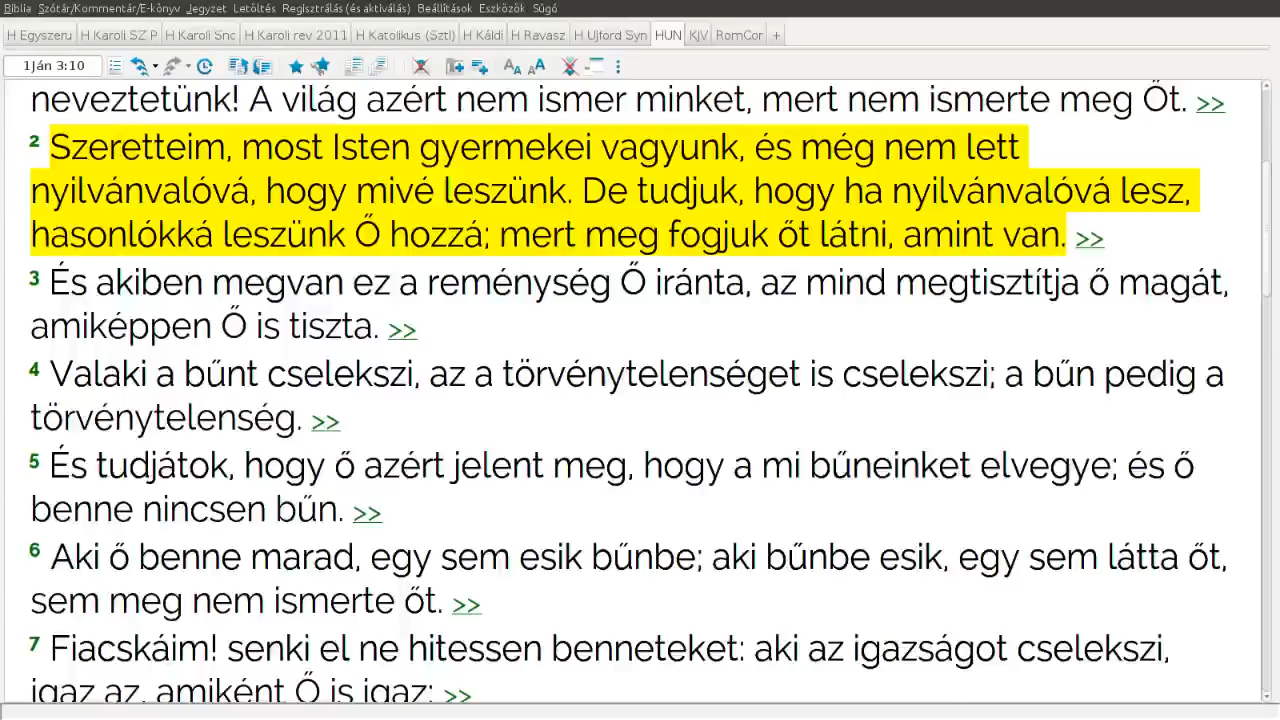 Biblia Szótár/Kommentár/E-könyv Jegyzet Letöltés Regisztrálás (és aktiválás) Beállítások Eszközök Súgó
H Egyszeru H Karoli SZ P H Karoli Snc H Karoli rev 2011 H Katolikus (SztI) H Káldi H Ravasz H Ujford Syn HUN KJV RomCor +
1Ján 3:10
neveztetünk! A világ azért nem ismer minket, mert nem ismerte meg Őt. >>
2 Szeretteim, most Isten gyermekei vagyunk, és még nem lett
nyilvánvalóvá, hogy mivé leszünk. De tudjuk, hogy ha nyilvánvalóvá lesz,
hasonlókká leszünk Ő hozzá; mert meg fogjuk őt látni, amint van. >>
3 És akiben megvan ez a reménység Ő iránta, az mind megtisztítja ő magát,
amiképpen Ő is tiszta. >>
4 Valaki a bűnt cselekszi, az a törvénytelenséget is cselekszi; a bűn pedig a
törvénytelenség. >>
5 És tudjátok, hogy ő azért jelent meg, hogy a mi bűneinket elvegye; és ő
benne nincsen bűn. >>
6 Aki ő benne marad, egy sem esik bűnbe; aki bűnbe esik, egy sem látta őt,
sem meg nem ismerte őt. >>
7 Fiacskáim! senki el ne hitessen benneteket: aki az igazságot cselekszi,
igaz az, amiként Ő is igaz; >>